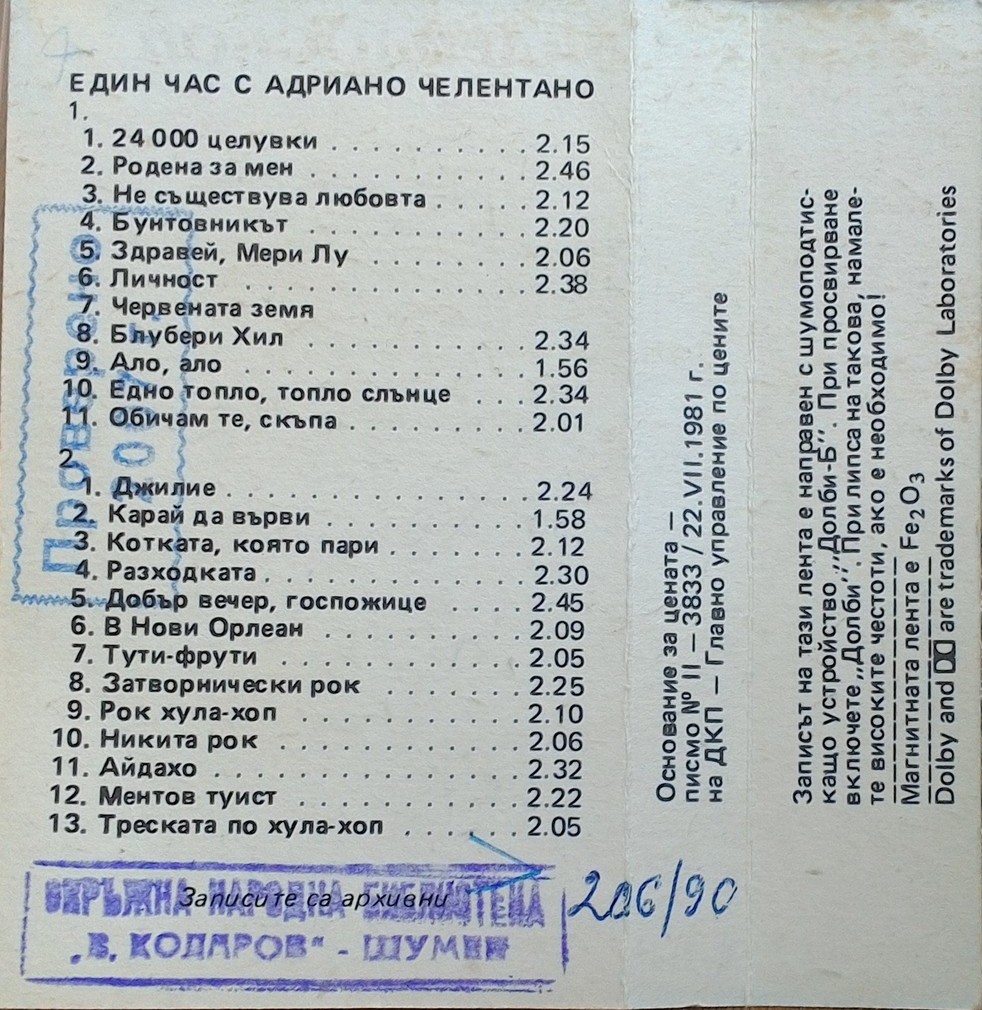 ЕДИН ЧАС С АДРИАНО ЧЕЛЕНТАНО
1.
1. 24 000 целувки . . . . . . . . . . 2.15
2. Родена за мен . . . . . . . . . . 2.46
3. Не съществува любовта . . . . . 2.12
4. Бунтовникът . . . . . . . . . . 2.20
5. Здравей, Мери Лу . . . . . . . 2.06
6. Личност . . . . . . . . . . . . . 2.38
7. Червената земя
8. Блубери Хил . . . . . . . . . . 2.34
9. Ало, ало . . . . . . . . . . . . . 1.56
10. Едно топло, топло слънце . . . 2.34
11. Обичам те, скъпа . . . . . . . . 2.01
2.
1. Джилие . . . . . . . . . . . . . 2.24
2. Карай да върви . . . . . . . . . 1.58
3. Котката, която пари . . . . . . . 2.12
4. Разходката . . . . . . . . . . . . 2.30
5. Добър вечер, госпожице . . . . 2.45
6. В Нови Орлеан . . . . . . . . . 2.09
7. Тути-фрути . . . . . . . . . . . 2.05
8. Затворнически рок . . . . . . . 2.25
9. Рок хула-хоп . . . . . . . . . . 2.10
10. Никита рок . . . . . . . . . . . 2.06
11. Айдахо . . . . . . . . . . . . . . 2.32
12. Ментов туист . . . . . . . . . . 2.22
13. Треската по хула-хоп . . . . . 2.05
Записите са архивни
ОКРЪЖНА НАРОДНА БИБЛИОТЕКА
„В. КОЛАРОВ" - ШУМЕН
206/90
Проверено
Основание за цената —
писмо № II — 3833 / 22.VII.1981 г.
на ДКП — Главно управление по цените
Записът на тази лента е направен с шумоподтис-
кащо устройство „Долби-Б". При просвирване
включете „Долби". При липса на такова, намале-
те високите честоти, ако е необходимо!
Магнитната лента е Fe2O3
Dolby and are trademarks of Dolby Laboratories